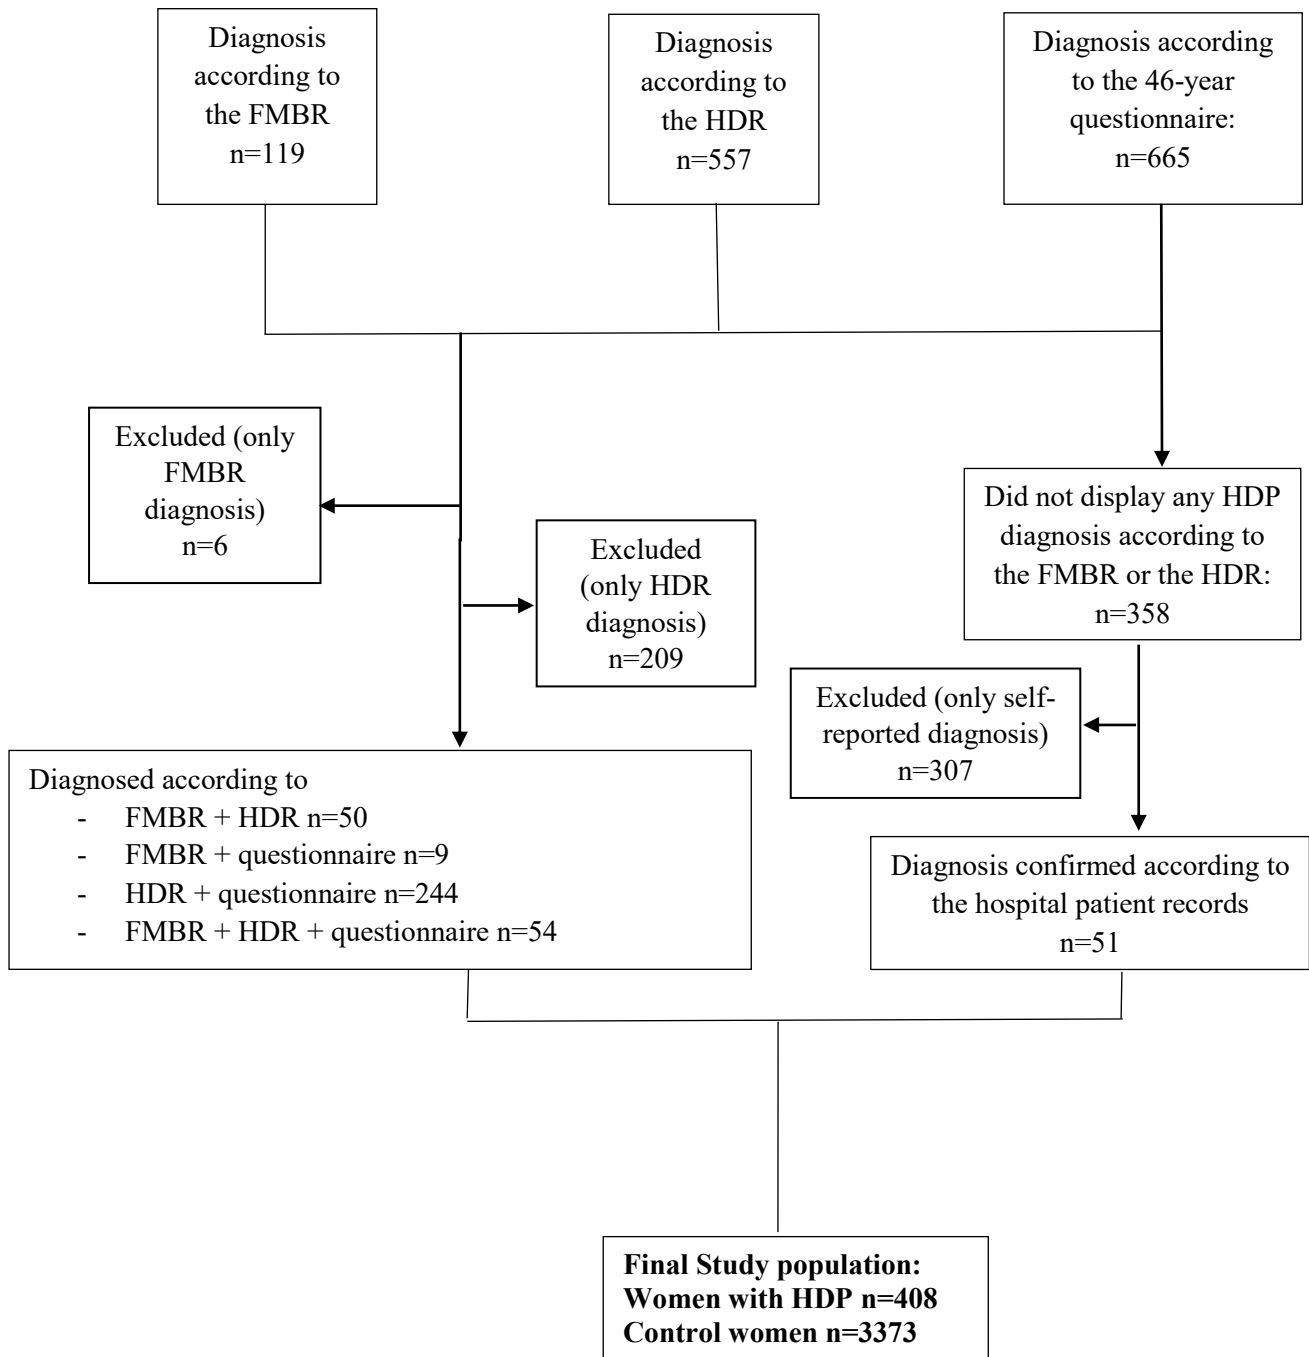 Diagnosis
according to
the FMBR
n=119
Diagnosis
according to
the HDR
n=557
Diagnosis according
to the 46-year
questionnaire:
n=665
Excluded (only
FMBR
diagnosis)
n=6
Excluded
(only HDR
diagnosis)
n=209
Did not display any HDP
diagnosis according to
the FMBR or the HDR:
n=358
Excluded (only self-
reported diagnosis)
n=307
Diagnosed according to
- FMBR + HDR n=50
- FMBR + questionnaire n=9
- HDR + questionnaire n=244
- FMBR + HDR + questionnaire n=54
Diagnosis confirmed according to
the hospital patient records
n=51
Final Study population:
Women with HDP n=408
Control women n=3373